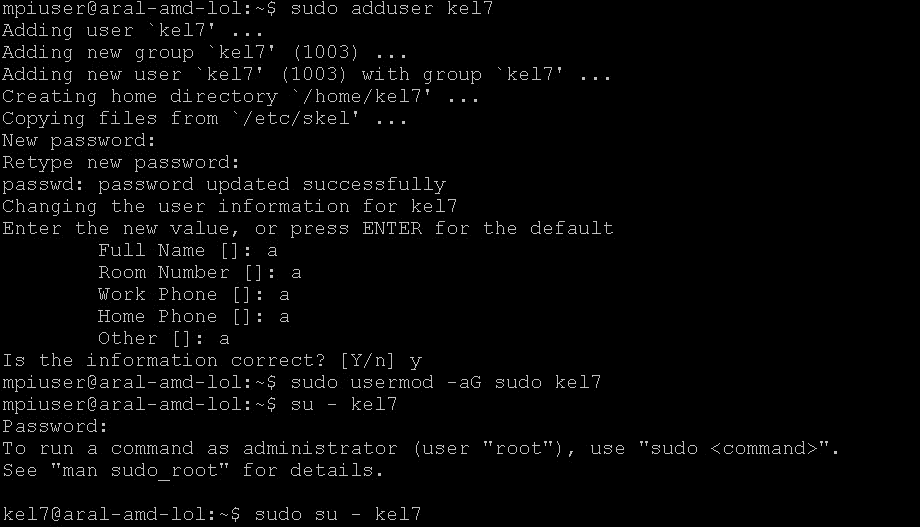 mpiuser@aral-amd-lol:~$ sudo adduser kel7
Adding user `kel7' ...
Adding new group `kel7' (1003) ...
Adding new user `kel7' (1003) with group `kel7' ...
Creating home directory `/home/kel7' ...
Copying files from `/etc/skel' ...
New password:
Retype new password:
passwd: password updated successfully
Changing the user information for kel7
Enter the new value, or press ENTER for the default
        Full Name []: a
        Room Number []: a
        Work Phone []: a
        Home Phone []: a
        Other []: a
Is the information correct? [Y/n] y
mpiuser@aral-amd-lol:~$ sudo usermod -aG sudo kel7
mpiuser@aral-amd-lol:~$ su - kel7
Password:
To run a command as administrator (user "root"), use "sudo <command>".
See "man sudo_root" for details.

kel7@aral-amd-lol:~$ sudo su - kel7